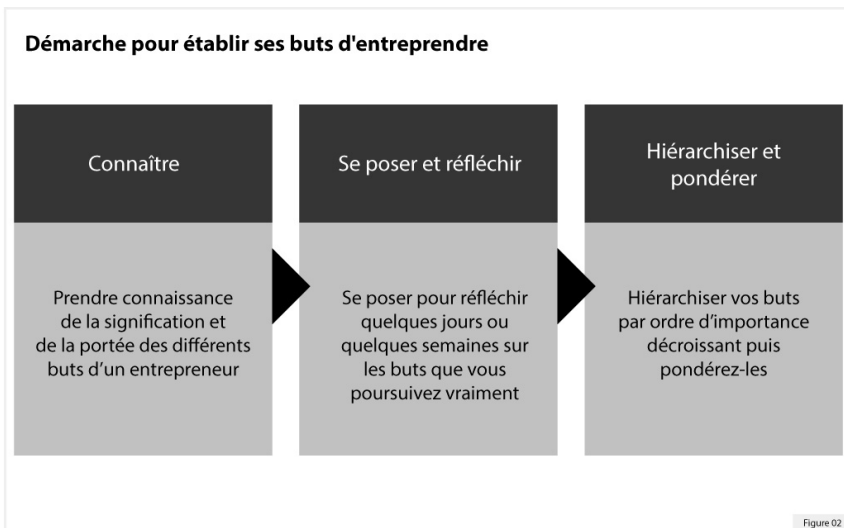 Démarche pour établir ses buts d'entreprendre
Connaître
Prendre connaissance
de la signification et
de la portée des différents
buts d’un entrepreneur
Se poser et réfléchir
Se poser pour réfléchir
quelques jours ou
quelques semaines sur
les buts que vous
poursuivez vraiment
Hiérarchiser et
pondérer
Hiérarchiser vos buts
par ordre d’importance
décroissant puis
pondérez-les
Figure 02